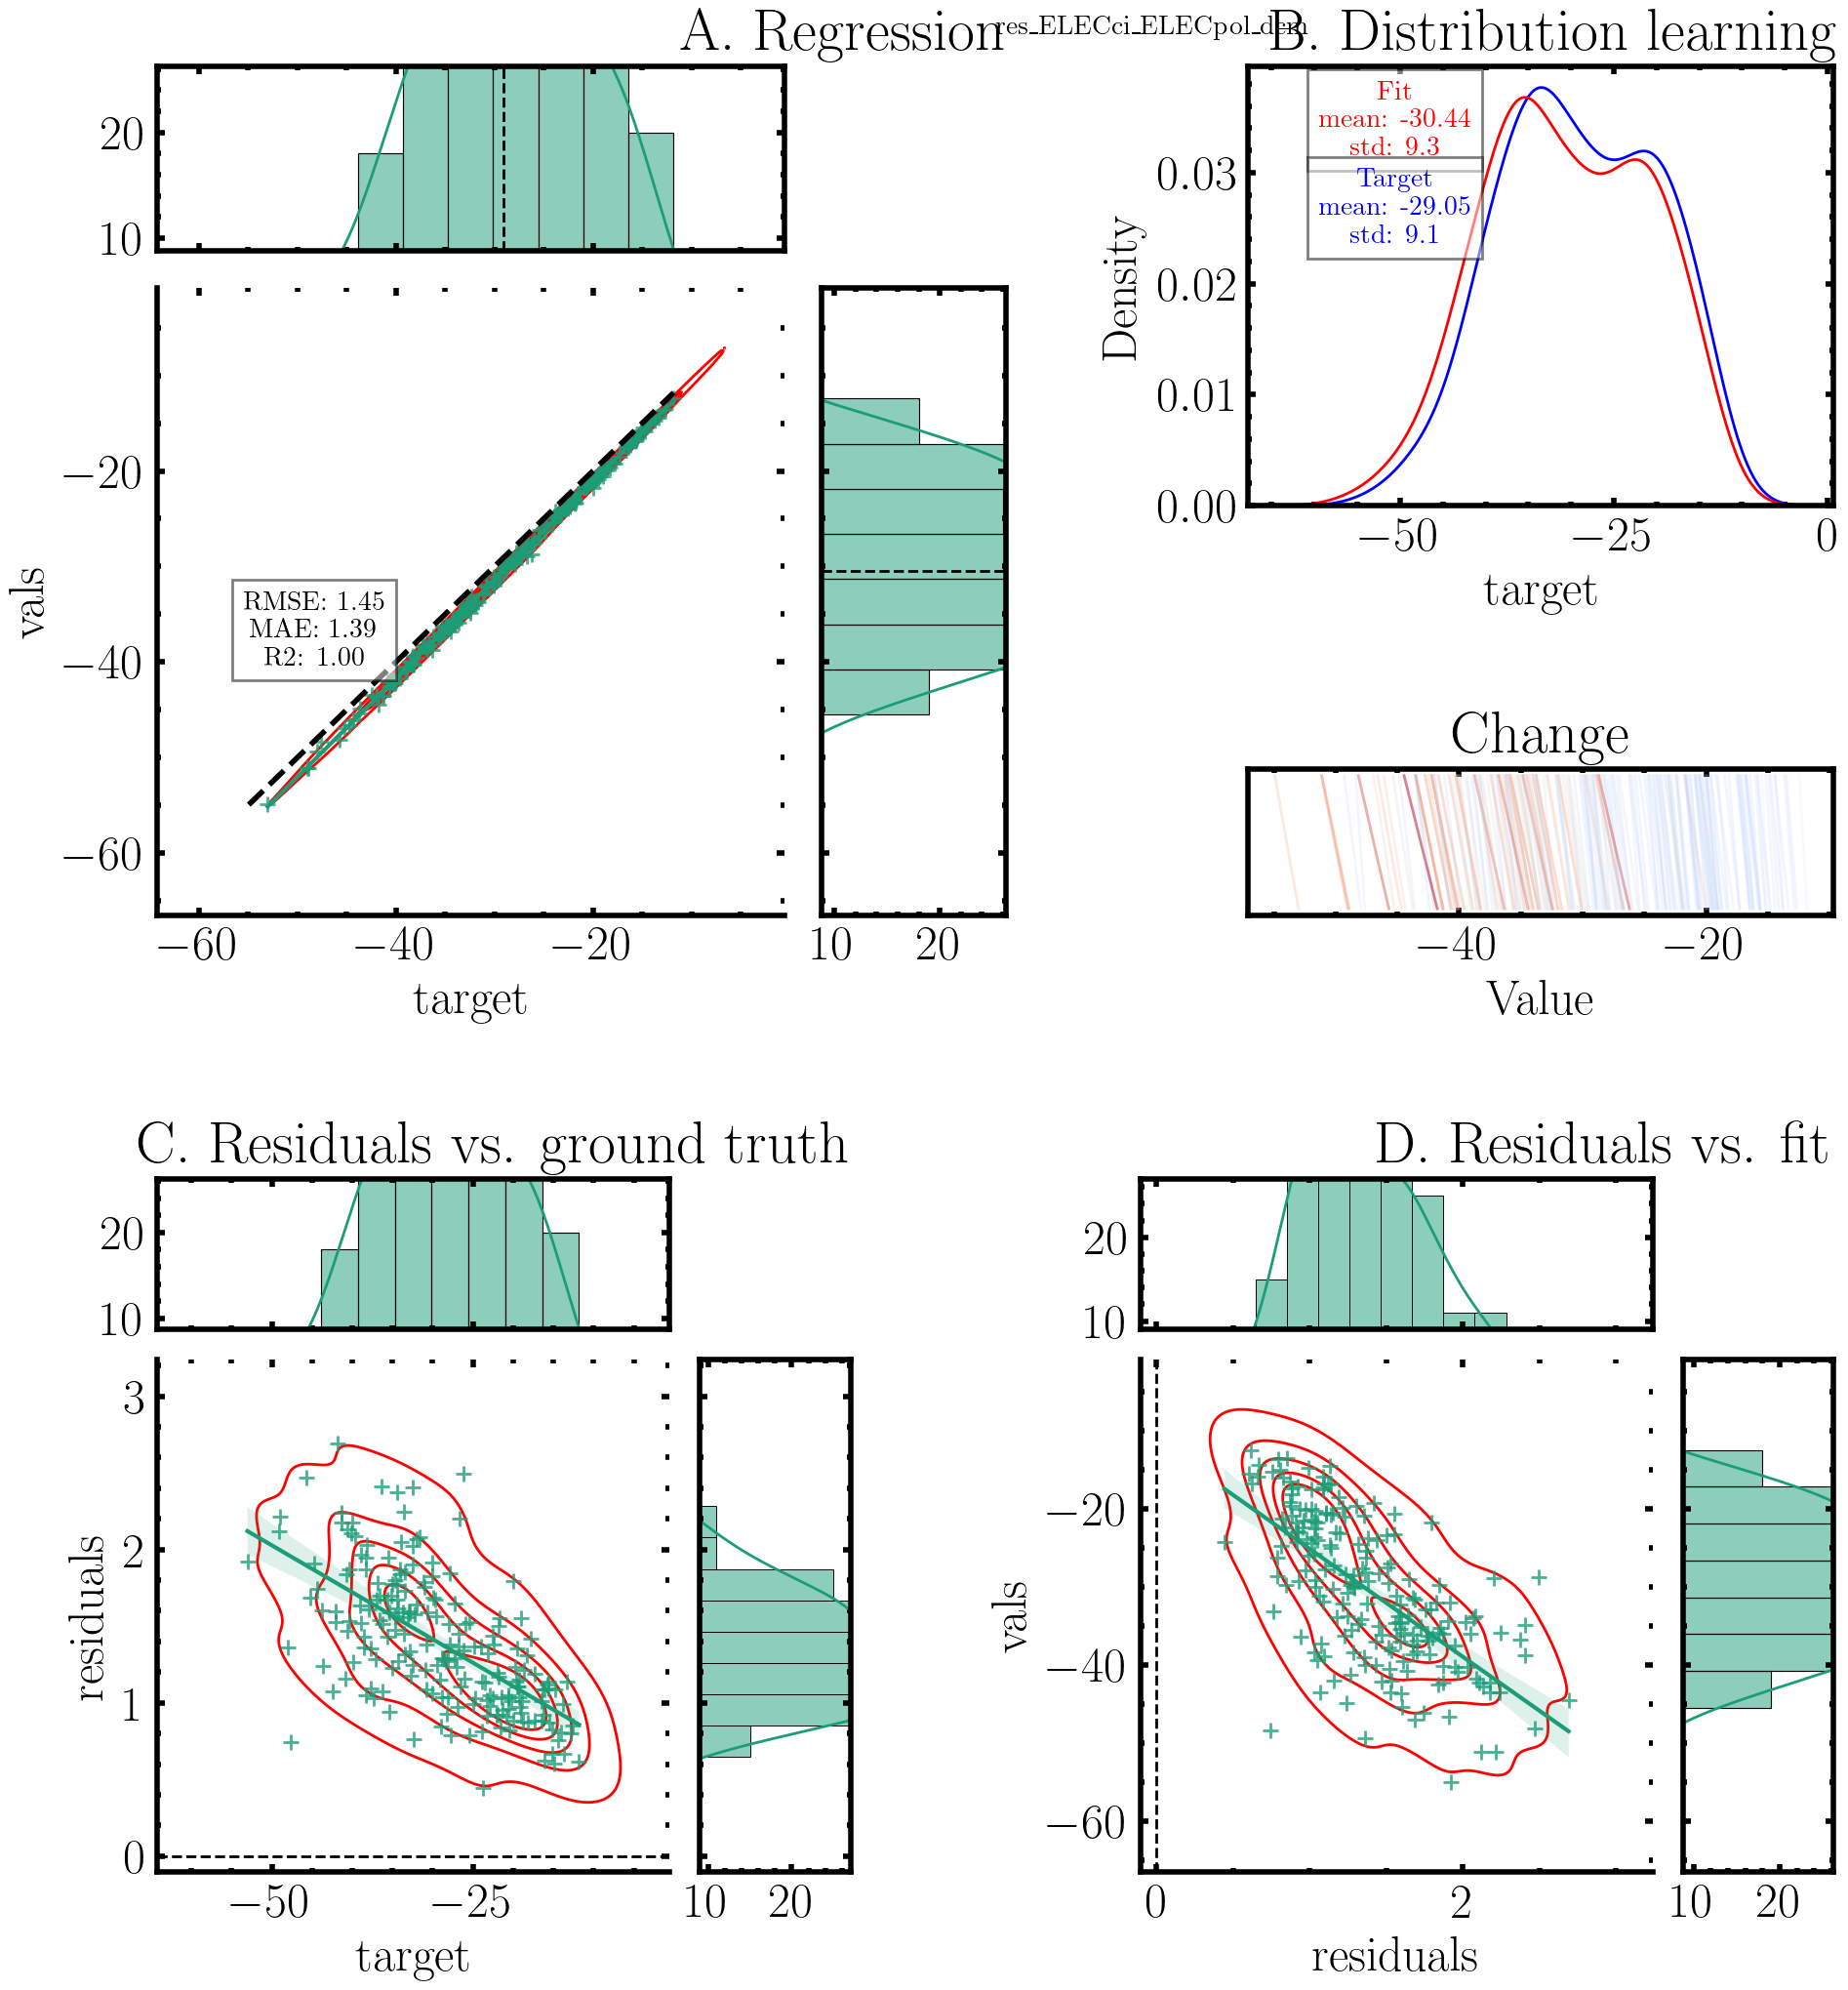 A. Regression
res_ELECci_ELECpol_dcm
B. Distribution learning
20
10
vals
−20
−40
−60
RMSE: 1.45
MAE: 1.39
R2: 1.00
−60
−40
−20
target
10
20
Density
0.03
0.02
0.01
0.00
Fit
mean: -30.44
std: 9.3
Target
mean: -29.05
std: 9.1
−50
−25
0
target
Change
−40
−20
Value
C. Residuals vs. ground truth
20
10
residuals
3
2
1
0
−50
−25
target
10
20
D. Residuals vs. fit
20
10
vals
−20
−40
−60
0
2
residuals
10
20